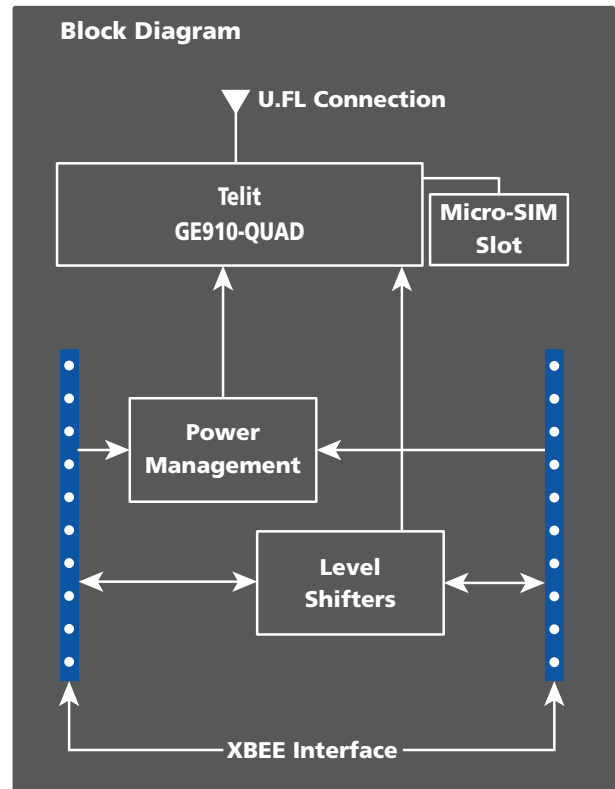 Block Diagram
U.FL Connection
Telit
GE910-QUAD
Micro-SIM
Slot
Power
Management
Level
Shifters
XBEE Interface